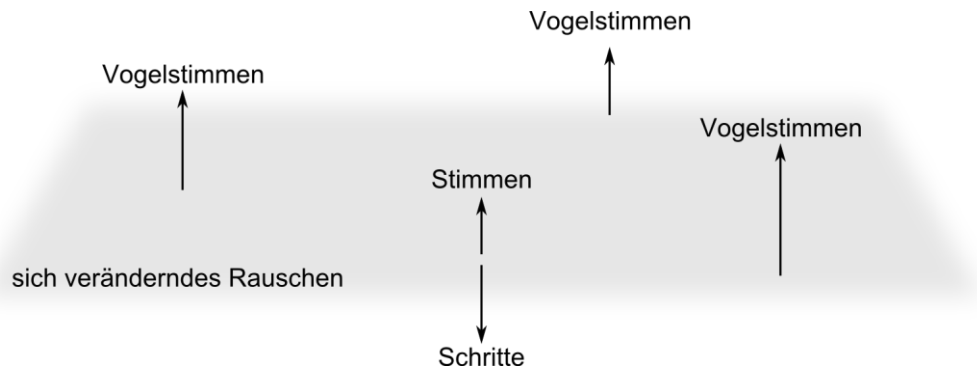 Vogelstimmen
Vogelstimmen
Vogelstimmen
Stimmen
sich veränderndes Rauschen
Schritte